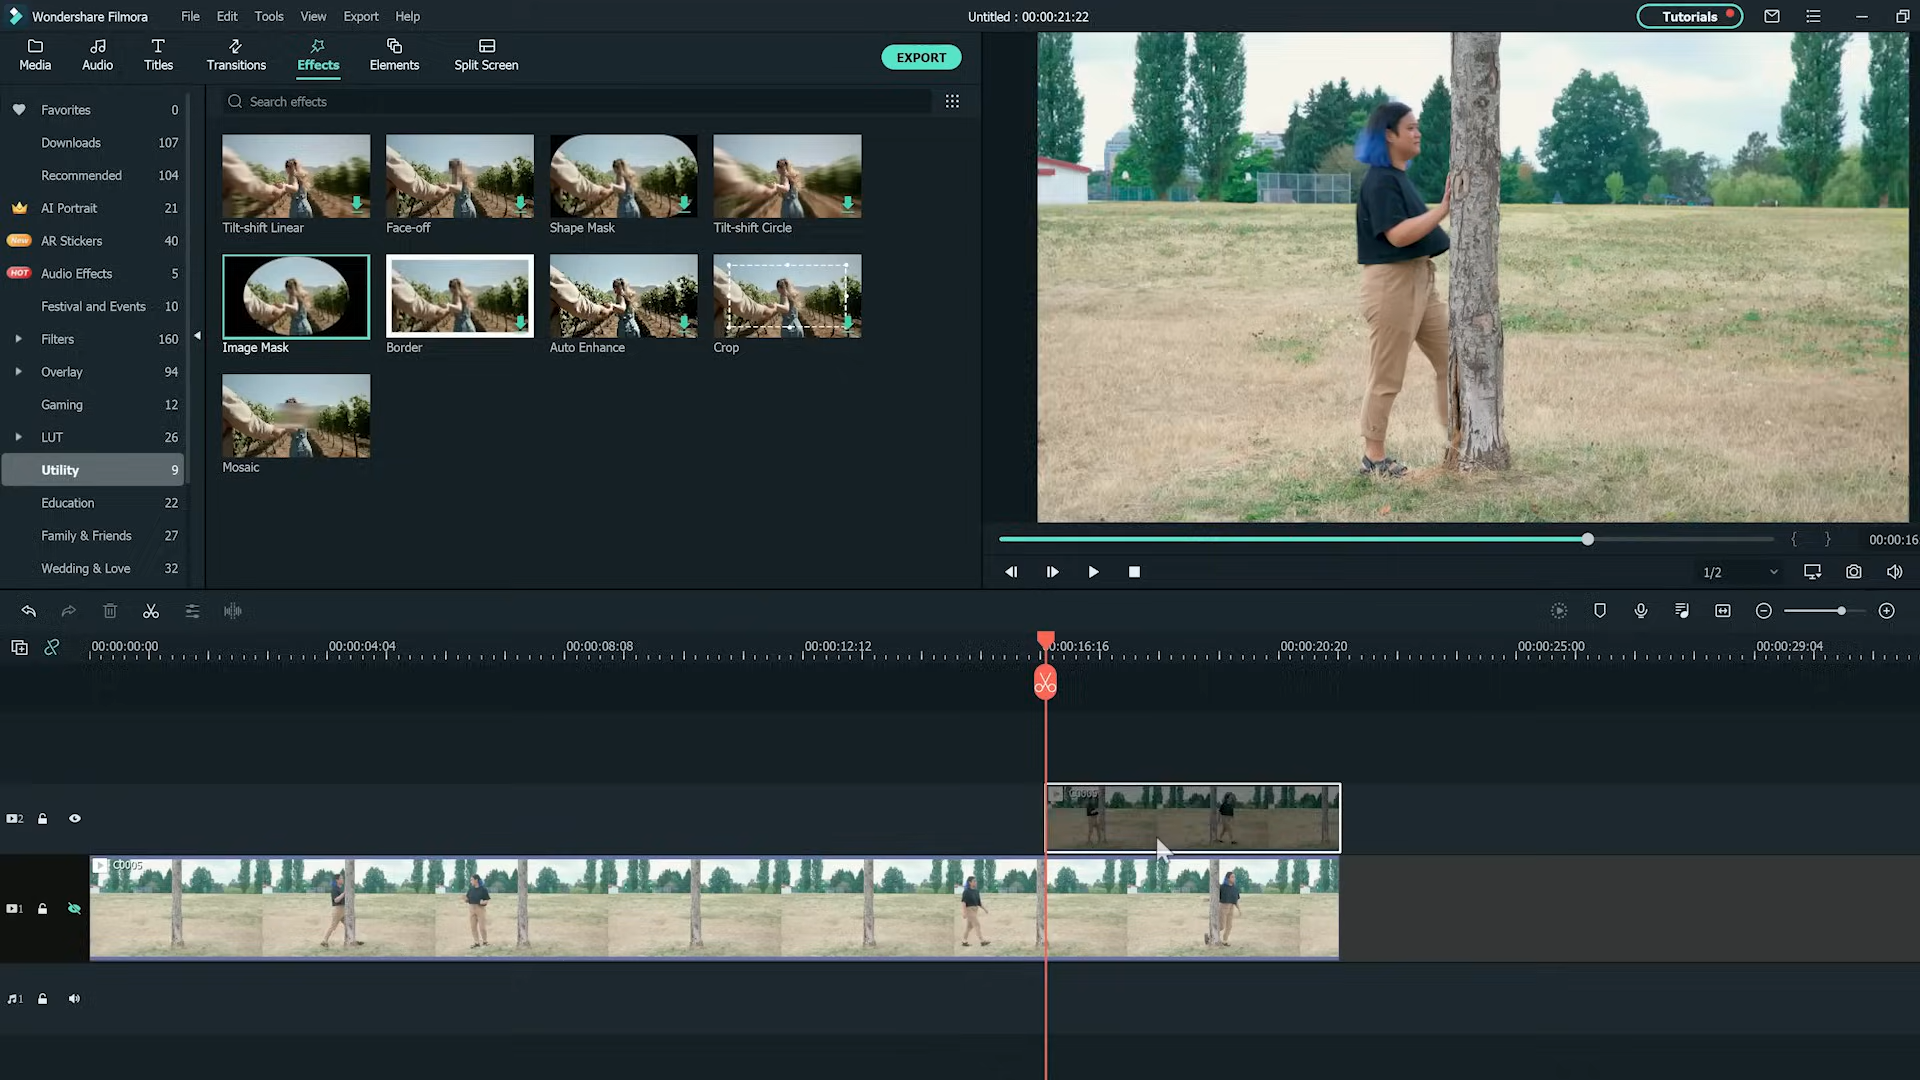 Wondershare Filmora File Edit Tools View Export Help Untitled : 00:00:21:22 Tutorials
Media Audio Titles Transitions Effects Elements Split Screen EXPORT
Search effects
Favorites 0
Downloads 107
Recommended 104
AI Portrait 21
New AR Stickers 40
HOT Audio Effects 5
Festival and Events 10
Filters 160
Overlay 94
Gaming 12
LUT 26
Utility 9
Education 22
Family & Friends 27
Wedding & Love 32
Tilt-shift Linear Face-off Shape Mask Tilt-shift Circle
Image Mask Border Auto Enhance Crop
Mosaic
{ } 00:00:16
1/2
00:00:00:00 00:00:04:04 00:00:08:08 00:00:12:12 0:00:16:16 00:00:20:20 00:00:25:00 00:00:29:04
C0005
2
C0005
1
1